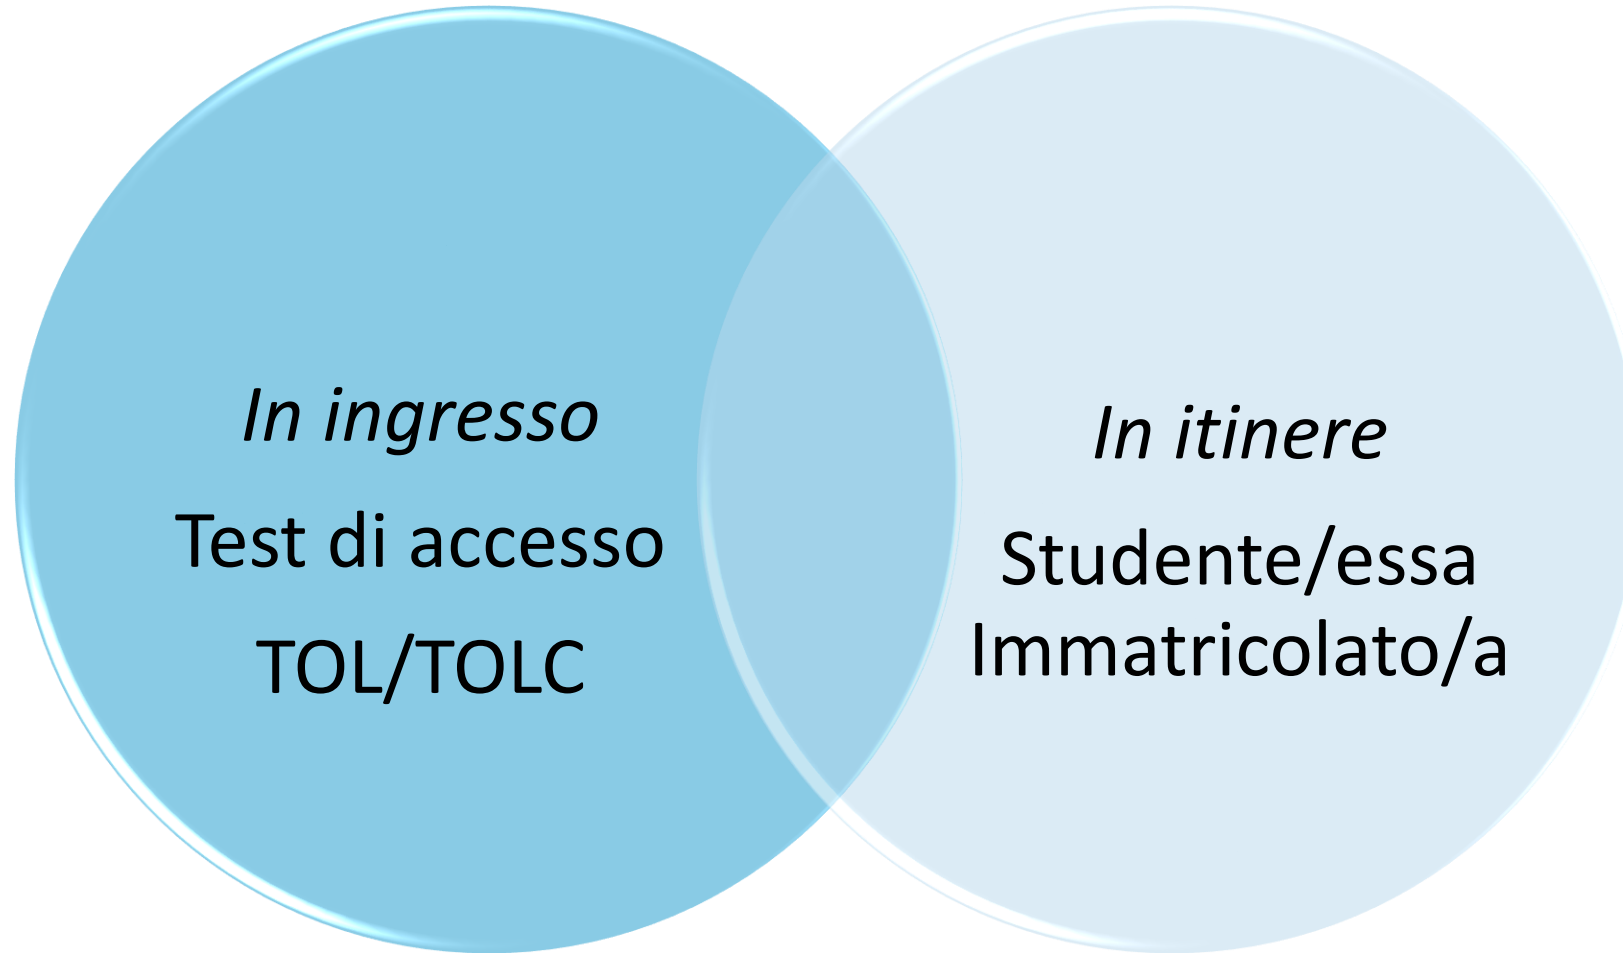 In ingresso
Test di accesso
TOL/TOLC
In itinere
Studente/essa
Immatricolato/a